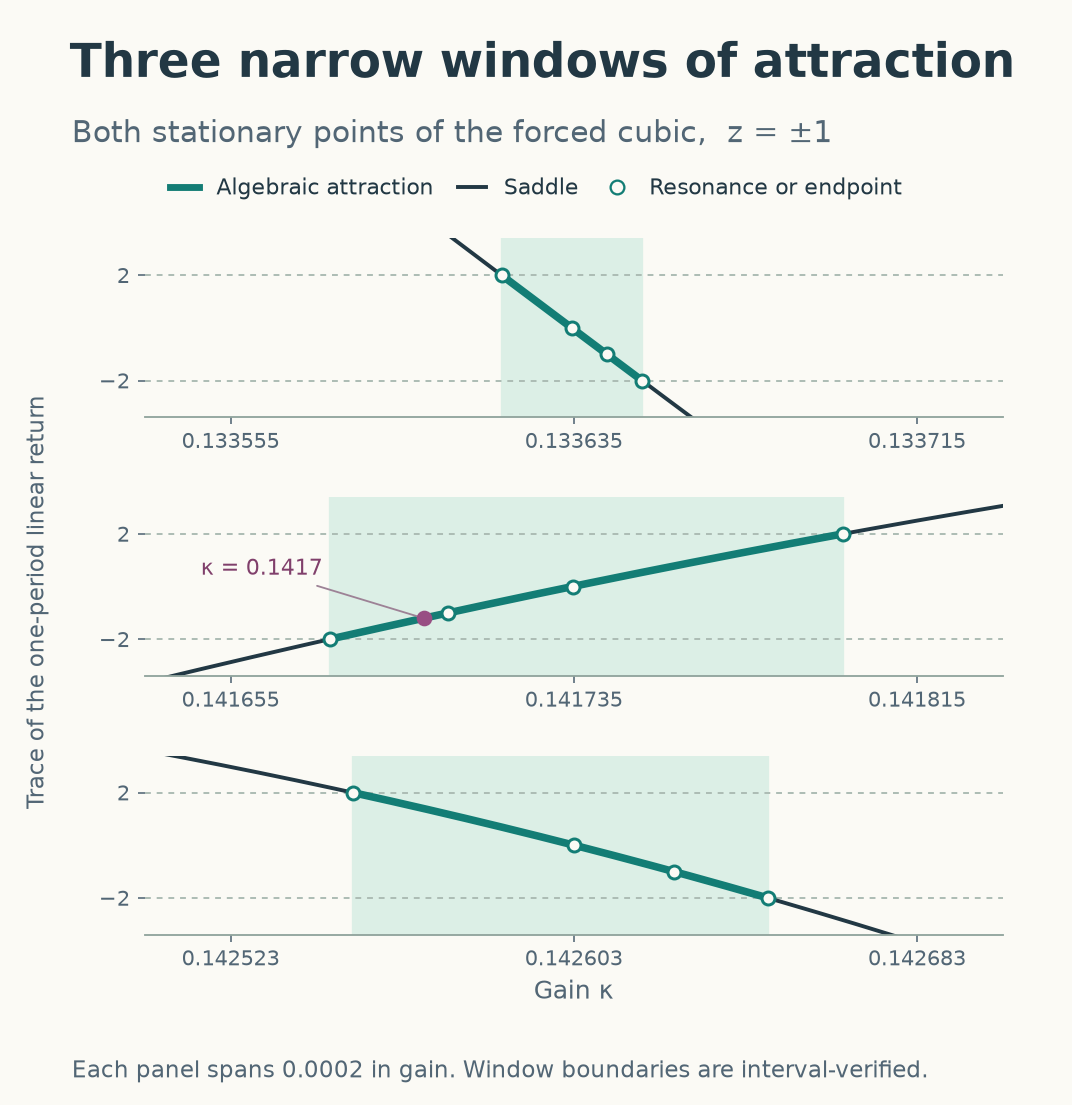 Three narrow windows of attraction
Both stationary points of the forced cubic,  z = ±1
Algebraic attraction
Saddle
Resonance or endpoint
Trace of the one-period linear return
2
−2
0.133555
0.133635
0.133715
2
κ = 0.1417
−2
0.141655
0.141735
0.141815
2
−2
0.142523
0.142603
0.142683
Gain κ
Each panel spans 0.0002 in gain. Window boundaries are interval-verified.